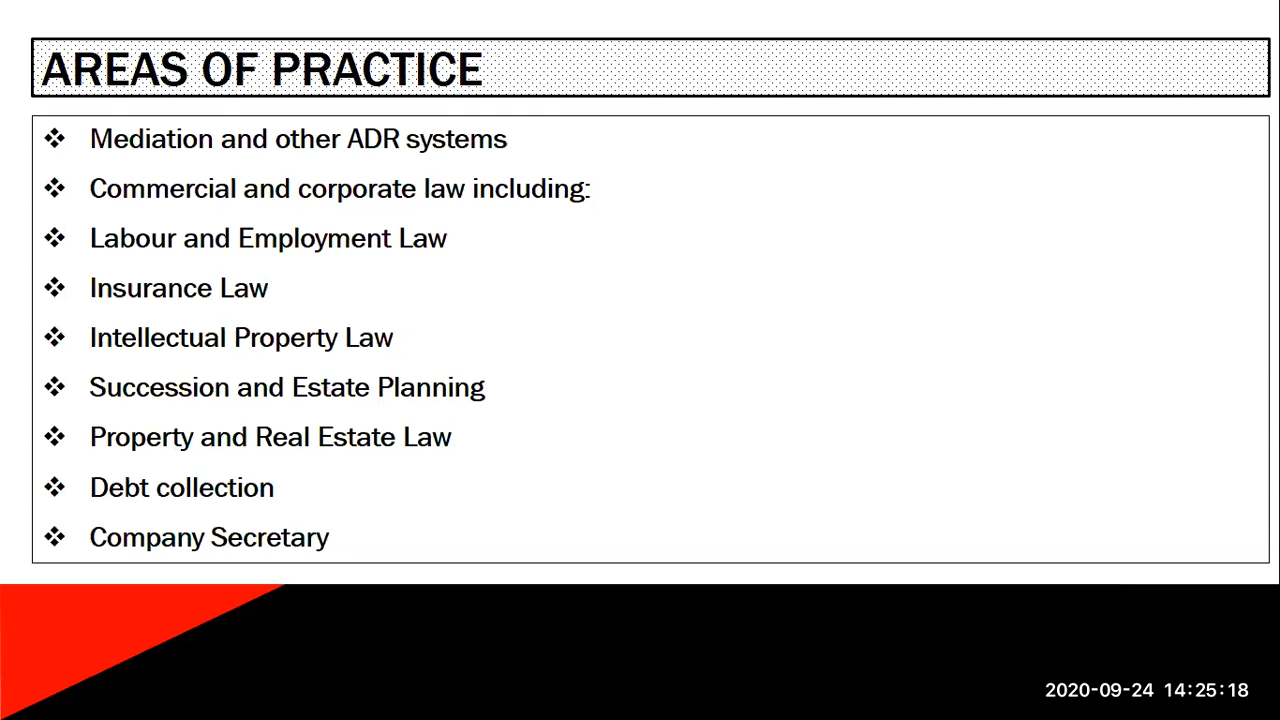 AREAS OF PRACTICE
❖ Mediation and other ADR systems
❖ Commercial and corporate law including:
❖ Labour and Employment Law
❖ Insurance Law
❖ Intellectual Property Law
❖ Succession and Estate Planning
❖ Property and Real Estate Law
❖ Debt collection
❖ Company Secretary
2020-09-24 14:25:18